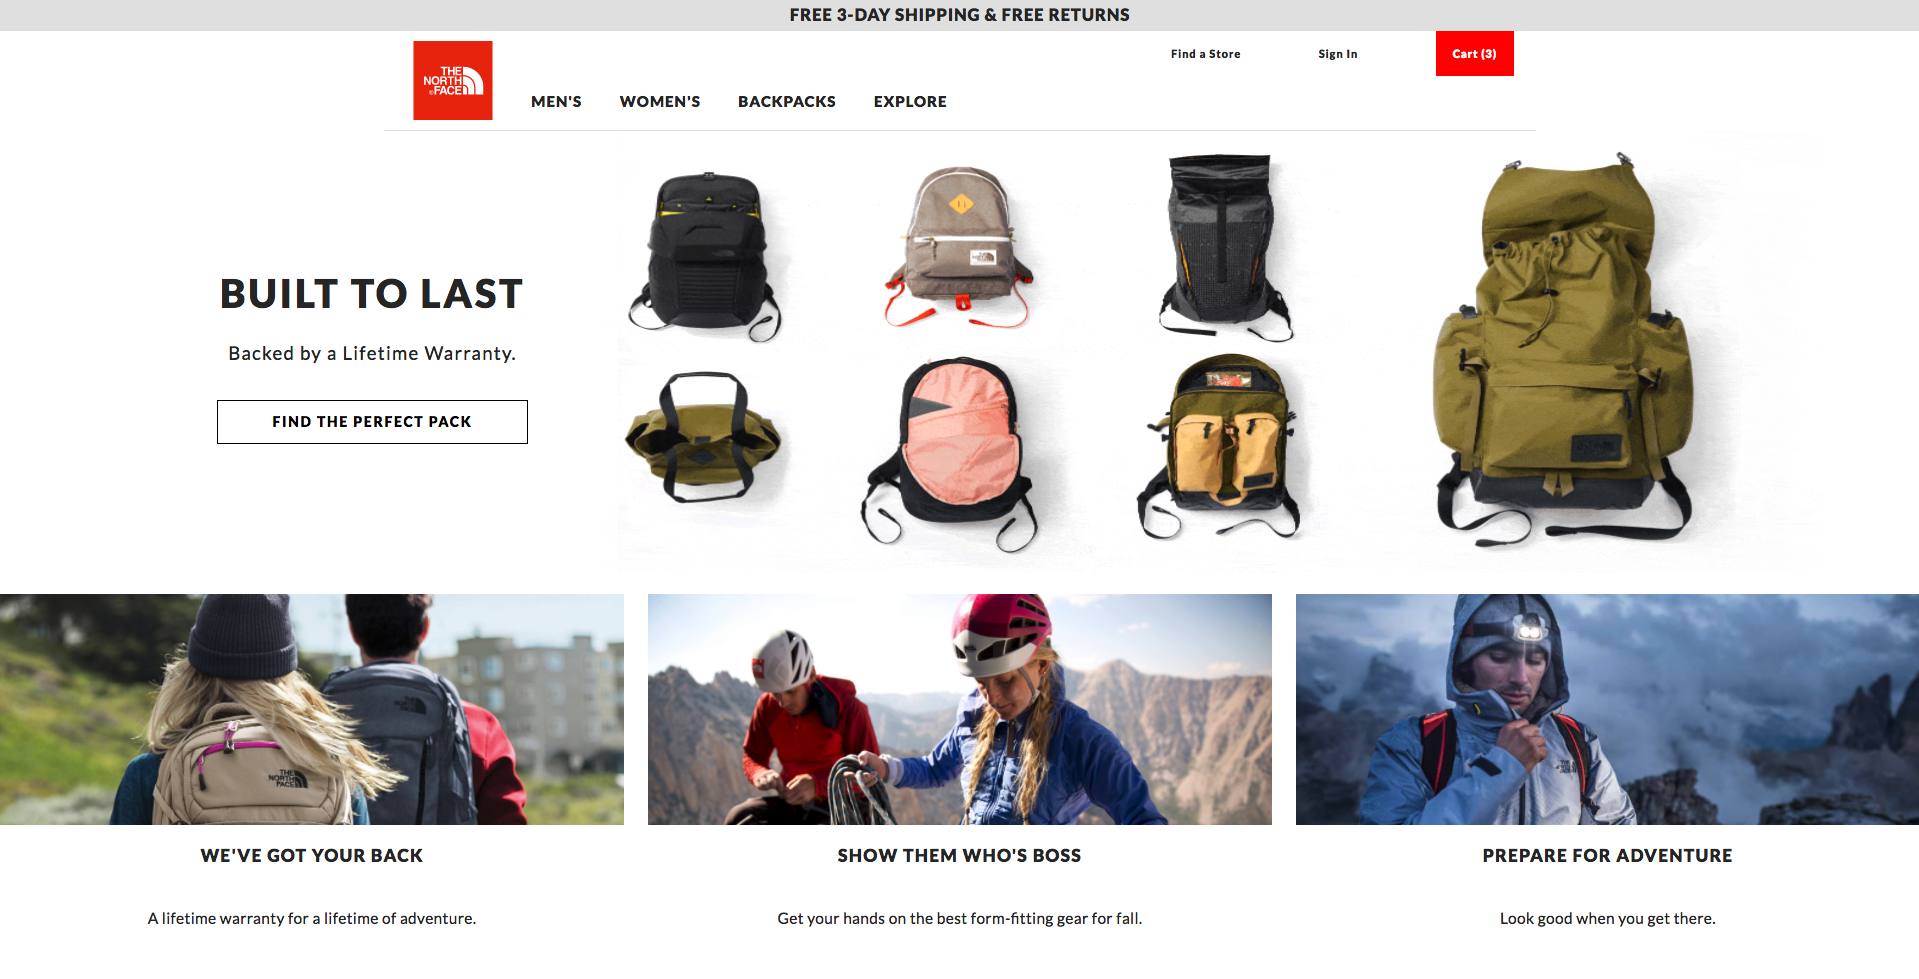 FREE 3-DAY SHIPPING & FREE RETURNS
Find a Store
Sign In
Cart (3)
THE
NORTH
FACE
MEN'S
WOMEN'S
BACKPACKS
EXPLORE
BUILT TO LAST
Backed by a Lifetime Warranty.
FIND THE PERFECT PACK
THE
NORTH
FACE
WE'VE GOT YOUR BACK
A lifetime warranty for a lifetime of adventure.
SHOW THEM WHO'S BOSS
Get your hands on the best form-fitting gear for fall.
PREPARE FOR ADVENTURE
Look good when you get there.